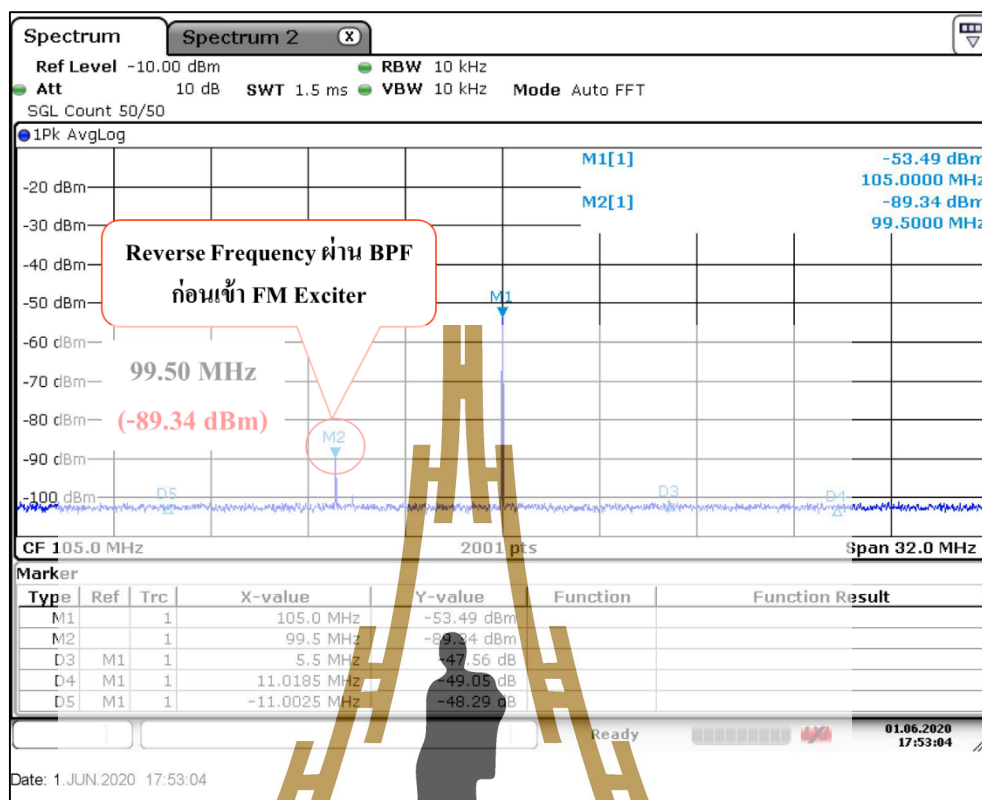 Spectrum
Spectrum 2 X
Ref Level -10.00 dBm RBW 10 kHz
Att 10 dB SWT 1.5 ms VBW 10 kHz Mode Auto FFT
SGL Count 50/50
1Pk AvgLog
M1[1] -53.49 dBm
105.0000 MHz
M2[1] -89.34 dBm
99.5000 MHz
-20 dBm
-30 dBm
-40 dBm
-50 dBm
-60 dBm
-70 dBm
-80 dBm
-90 dBm
-100 dBm
Reverse Frequency ผ่าน BPF
ก่อนเข้า FM Exciter
99.50 MHz
(-89.34 dBm)
M1
M2
D5
D3
D4
CF 105.0 MHz 2001 pts Span 32.0 MHz
Marker
Type Ref Trc X-value Y-value Function Function Result
M1 1 105.0 MHz -53.49 dBm
M2 1 99.5 MHz -89.34 dBm
D3 M1 1 5.5 MHz -47.56 dB
D4 M1 1 11.0185 MHz -49.05 dB
D5 M1 1 -11.0025 MHz -48.29 dB
Ready
01.06.2020
17:53:04
Date: 1.JUN.2020 17:53:04